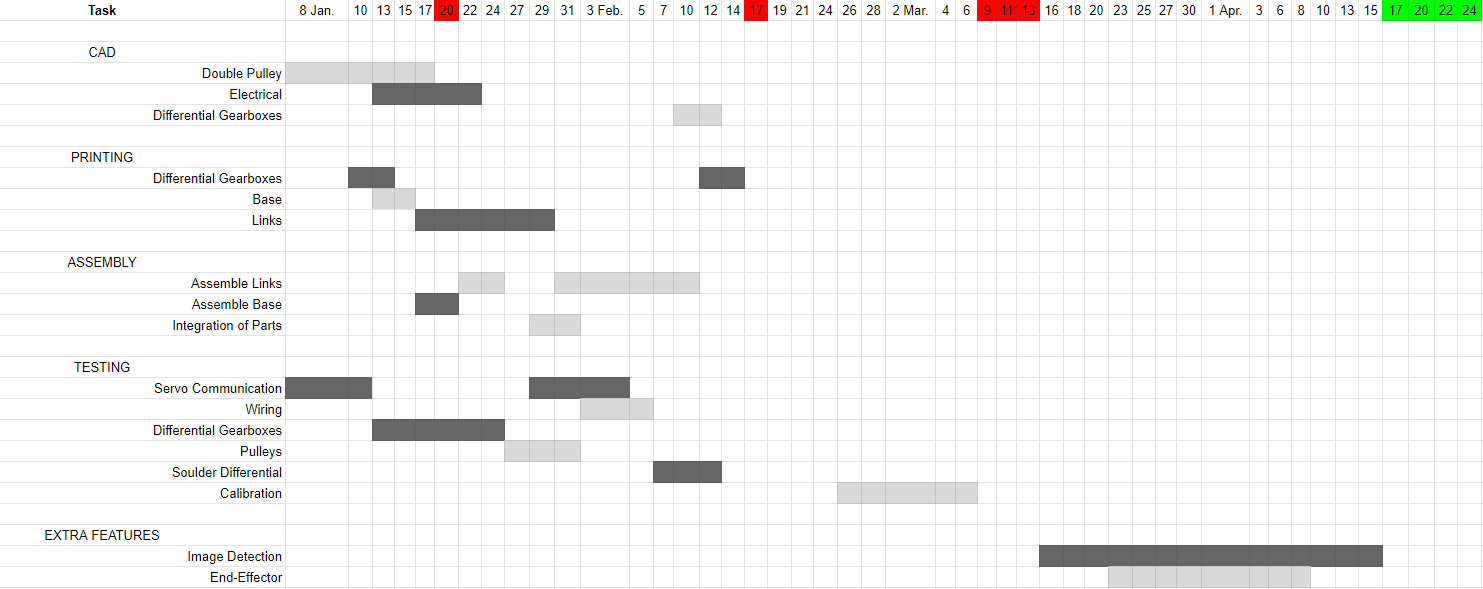 Task 8 Jan. 10 13 15 17 20 22 24 27 29 31 3 Feb. 5 7 10 12 14 17 19 21 24 26 28 2 Mar. 4 6 9 11 13 16 18 20 23 25 27 30 1 Apr. 3 6 8 10 13 15 17 20 22 24
CAD
Double Pulley
Electrical
Differential Gearboxes
PRINTING
Differential Gearboxes
Base
Links
ASSEMBLY
Assemble Links
Assemble Base
Integration of Parts
TESTING
Servo Communication
Wiring
Differential Gearboxes
Pulleys
Soulder Differential
Calibration
EXTRA FEATURES
Image Detection
End-Effector